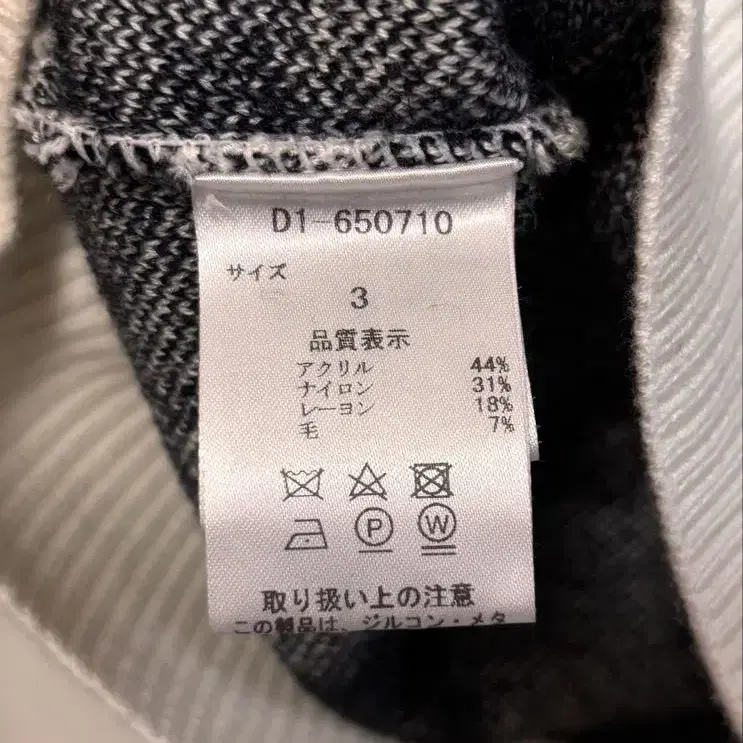 D1-650710
サイズ
3
品質表示
アクリル 44%
ナイロン 31%
レーヨン 18%
毛 7%
P W
取り扱い上の注意
この製品は、ジルコン・メタ